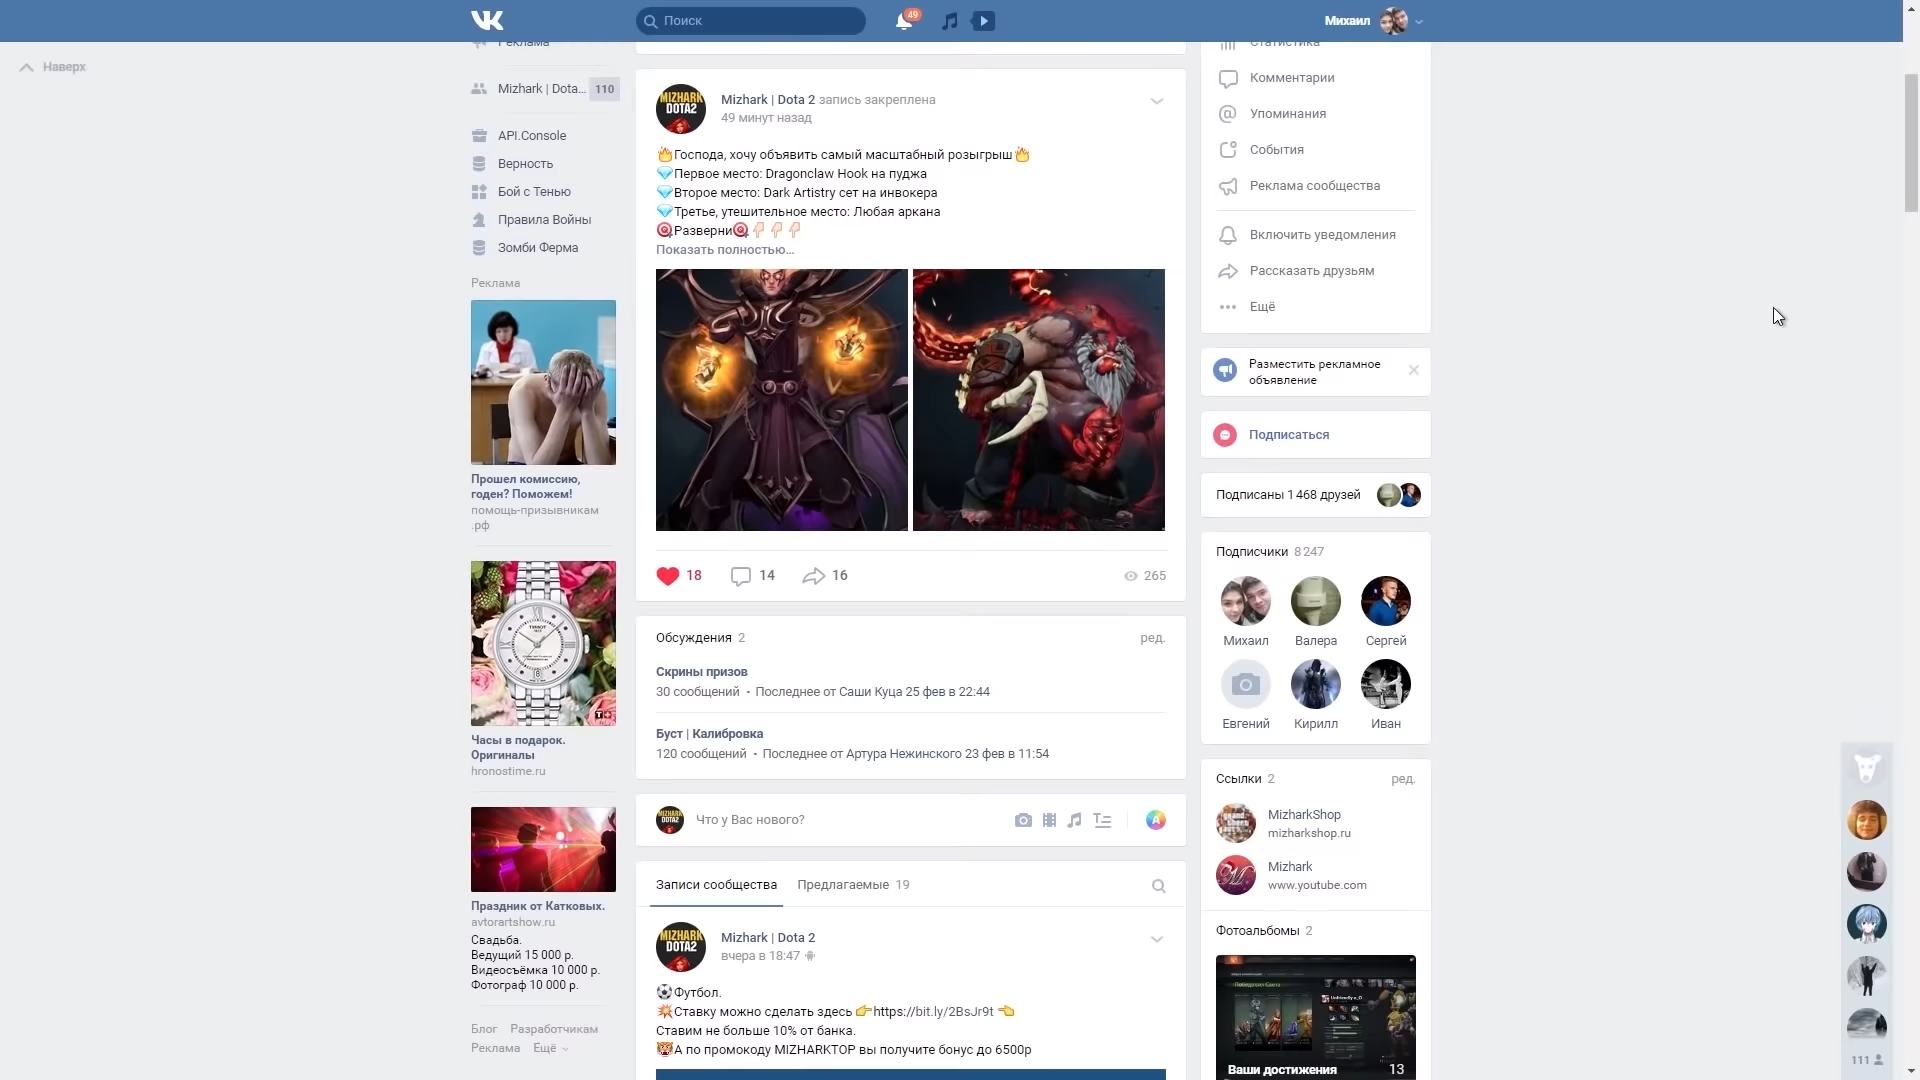 Поиск
49
Михаил
Наверх
Реклама
Mizhark | Dota... 110
API.Console
Верность
Бой с Тенью
Правила Войны
Зомби Ферма
Реклама
Прошел комиссию,
годен? Поможем!
помощь-призывникам
.рф
TISSOT
Часы в подарок.
Оригиналы
hronostime.ru
Праздник от Катковых.
avtorartshow.ru
Свадьба.
Ведущий 15 000 р.
Видеосъёмка 10 000 р.
Фотограф 10 000 р.
Блог Разработчикам
Реклама Ещё
MIZHARK
DOTA2
Mizhark | Dota 2 запись закреплена
49 минут назад
🔥Господа, хочу объявить самый масштабный розыгрыш🔥
💎Первое место: Dragonclaw Hook на пуджа
💎Второе место: Dark Artistry сет на инвокера
💎Третье, утешительное место: Любая аркана
🎯Разверни🎯👇🏻👇🏻👇🏻
Показать полностью…
18 14 16 265
Обсуждения 2 ред.
Скрины призов
30 сообщений • Последнее от Саши Куца 25 фев в 22:44
Буст | Калибровка
120 сообщений • Последнее от Артура Нежинского 23 фев в 11:54
MIZHARK
DOTA2
Что у Вас нового?
Записи сообщества Предлагаемые 19
MIZHARK
DOTA2
Mizhark | Dota 2
вчера в 18:47
⚽Футбол.
💥Ставку можно сделать здесь 👉https://bit.ly/2BsJr9t 👈
Ставим не больше 10% от банка.
🐯А по промокоду MIZHARKTOP вы получите бонус до 6500р
Статистика
Комментарии
Упоминания
События
Реклама сообщества
Включить уведомления
Рассказать друзьям
Ещё
Разместить рекламное
объявление
Подписаться
Подписаны 1 468 друзей
Подписчики 8 247
Михаил Валера Сергей
Евгений Кирилл Иван
Ссылки 2 ред.
MizharkShop
mizharkshop.ru
Mizhark
www.youtube.com
Фотоальбомы 2
Ваши достижения 13
111